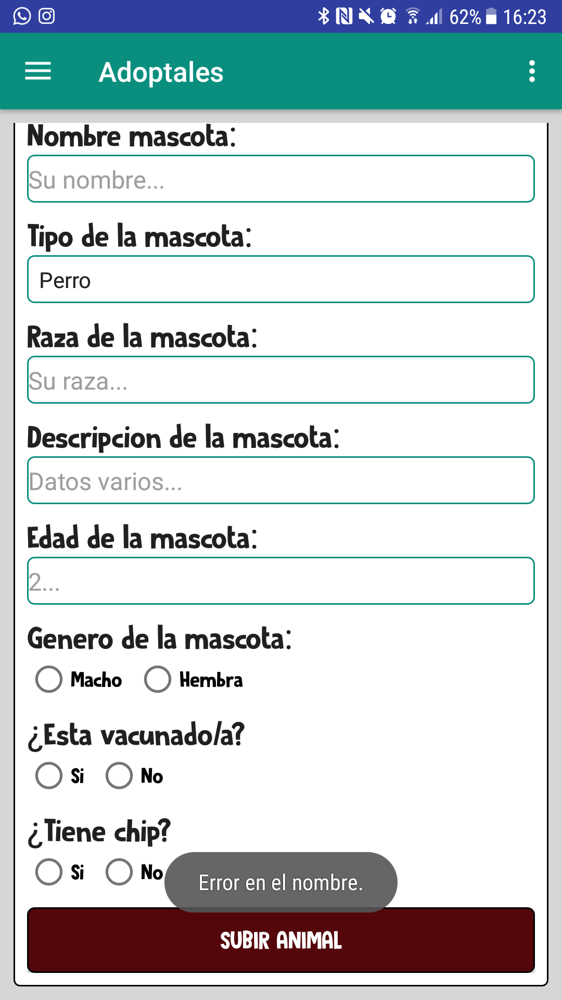 62% 16:23
Adoptales
Nombre mascota:
Su nombre...
Tipo de la mascota:
Perro
Raza de la mascota:
Su raza...
Descripcion de la mascota:
Datos varios...
Edad de la mascota:
2...
Genero de la mascota:
Macho Hembra
¿Esta vacunado/a?
Si No
¿Tiene chip?
Si No
Error en el nombre.
SUBIR ANIMAL